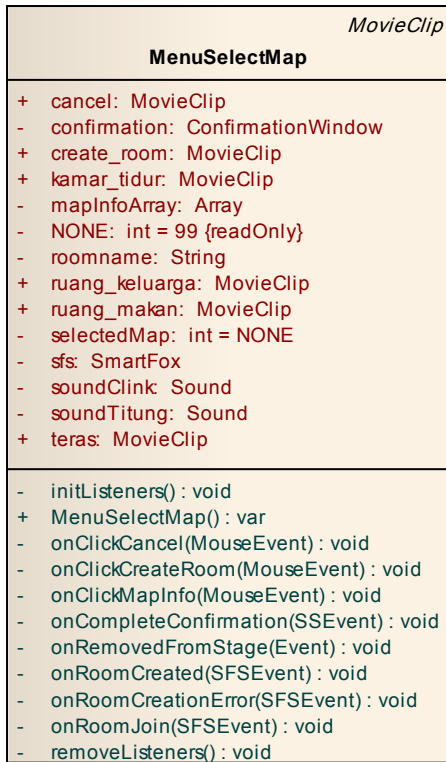 MovieClip
MenuSelectMap
+ cancel: MovieClip
- confirmation: ConfirmationWindow
+ create_room: MovieClip
+ kamar_tidur: MovieClip
- mapInfoArray: Array
- NONE: int = 99 {readOnly}
- roomname: String
+ ruang_keluarga: MovieClip
+ ruang_makan: MovieClip
- selectedMap: int = NONE
- sfs: SmartFox
- soundClink: Sound
- soundTitung: Sound
+ teras: MovieClip
- initListeners() : void
+ MenuSelectMap() : var
- onClickCancel(MouseEvent) : void
- onClickCreateRoom(MouseEvent) : void
- onClickMapInfo(MouseEvent) : void
- onCompleteConfirmation(SSEvent) : void
- onRemovedFromStage(Event) : void
- onRoomCreated(SFSEvent) : void
- onRoomCreationError(SFSEvent) : void
- onRoomJoin(SFSEvent) : void
- removeListeners() : void